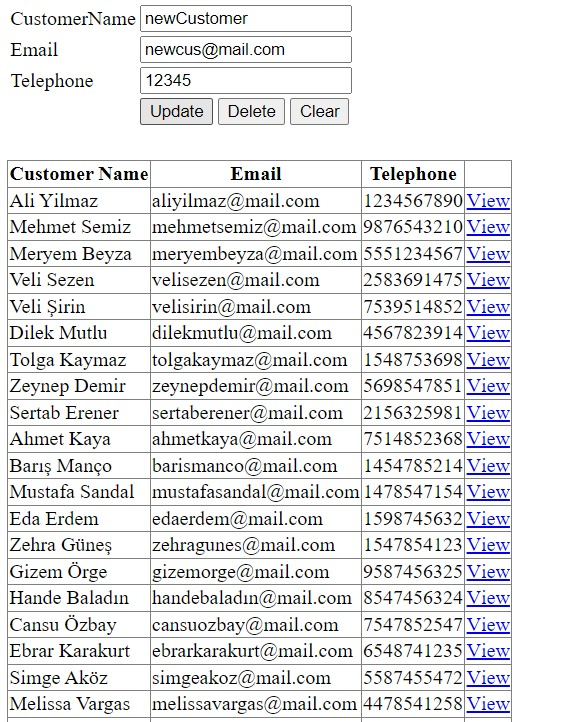 CustomerName newCustomer
Email newcus@mail.com
Telephone 12345
Update Delete Clear
Customer Name Email Telephone
Ali Yilmaz aliyilmaz@mail.com 1234567890 View
Mehmet Semiz mehmetsemiz@mail.com 9876543210 View
Meryem Beyza meryembeyza@mail.com 5551234567 View
Veli Sezen velisezen@mail.com 2583691475 View
Veli Şirin velisirin@mail.com 7539514852 View
Dilek Mutlu dilekmutlu@mail.com 4567823914 View
Tolga Kaymaz tolgakaymaz@mail.com 1548753698 View
Zeynep Demir zeynepdemir@mail.com 5698547851 View
Sertab Erener sertaberener@mail.com 2156325981 View
Ahmet Kaya ahmetkaya@mail.com 7514852368 View
Barış Manço barismanco@mail.com 1454785214 View
Mustafa Sandal mustafasandal@mail.com 1478547154 View
Eda Erdem edaerdem@mail.com 1598745632 View
Zehra Güneş zehragunes@mail.com 1547854123 View
Gizem Örge gizemorge@mail.com 9587456325 View
Hande Baladın handebaladın@mail.com 8547456324 View
Cansu Özbay cansuozbay@mail.com 7547852547 View
Ebrar Karakurt ebrarkarakurt@mail.com 6548741235 View
Simge Aköz simgeakoz@mail.com 5587455472 View
Melissa Vargas melissavargas@mail.com 4478541258 View